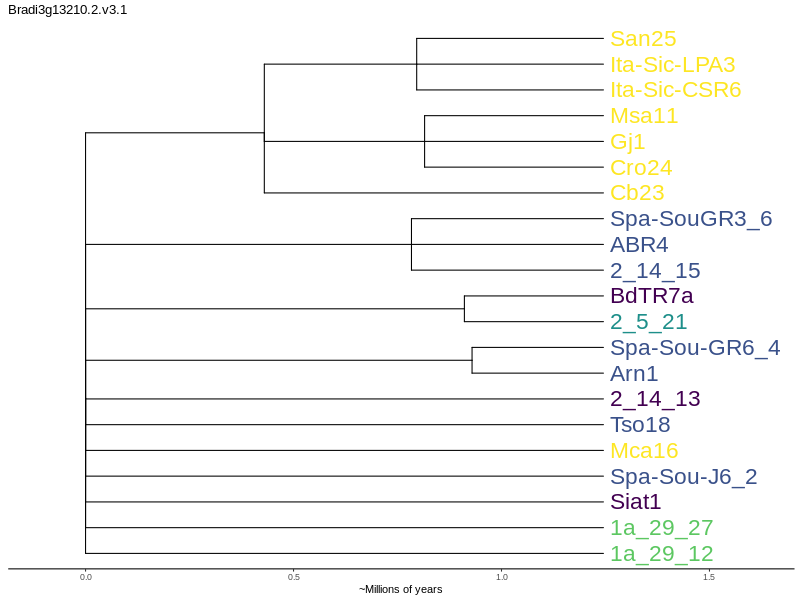 Bradi3g13210.2.v3.1
San25
Ita-Sic-LPA3
Ita-Sic-CSR6
Msa11
Gj1
Cro24
Cb23
Spa-SouGR3_6
ABR4
2_14_15
BdTR7a
2_5_21
Spa-Sou-GR6_4
Arn1
2_14_13
Tso18
Mca16
Spa-Sou-J6_2
Siat1
1a_29_27
1a_29_12
0.0 0.5 1.0 1.5
~Millions of years